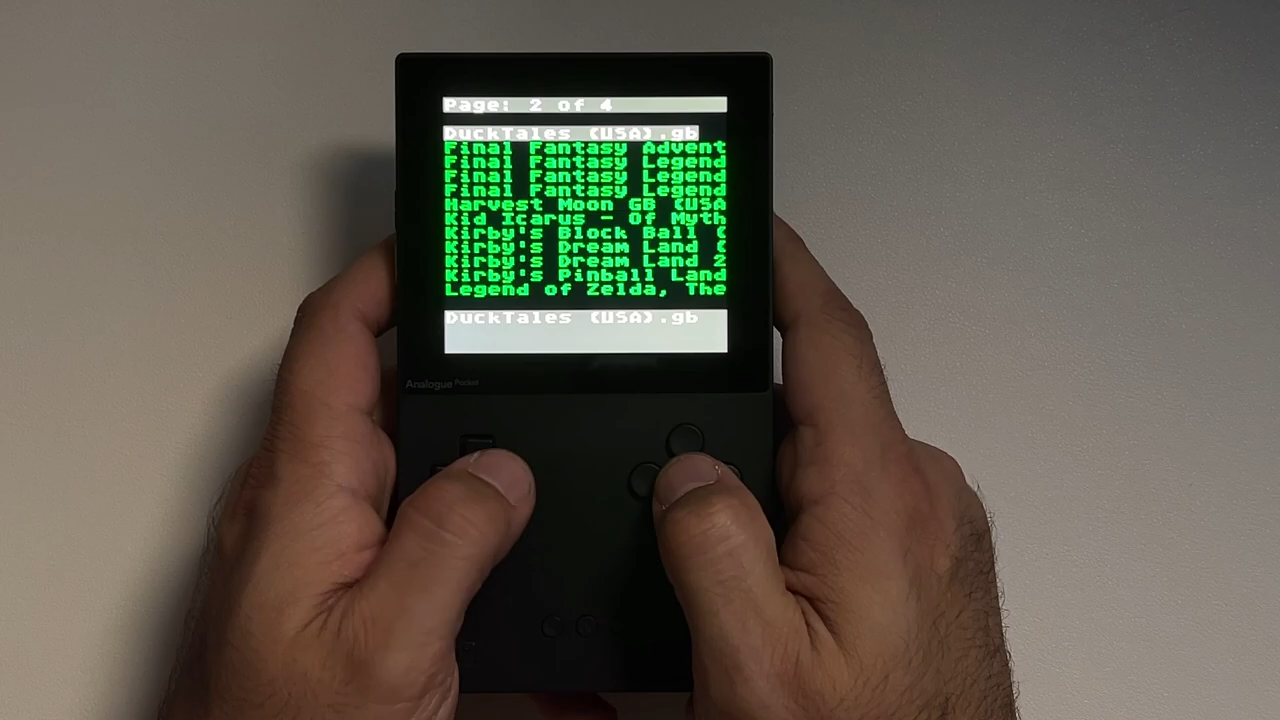 Page: 2 of 4
DuckTales (USA).gb
Final Fantasy Advent
Final Fantasy Legend
Final Fantasy Legend
Final Fantasy Legend
Harvest Moon GB (USA
Kid Icarus - Of Myth
Kirby's Block Ball (
Kirby's Dream Land (
Kirby's Dream Land 2
Kirby's Pinball Land
Legend of Zelda, The
DuckTales (USA).gb
Analogue Pocket